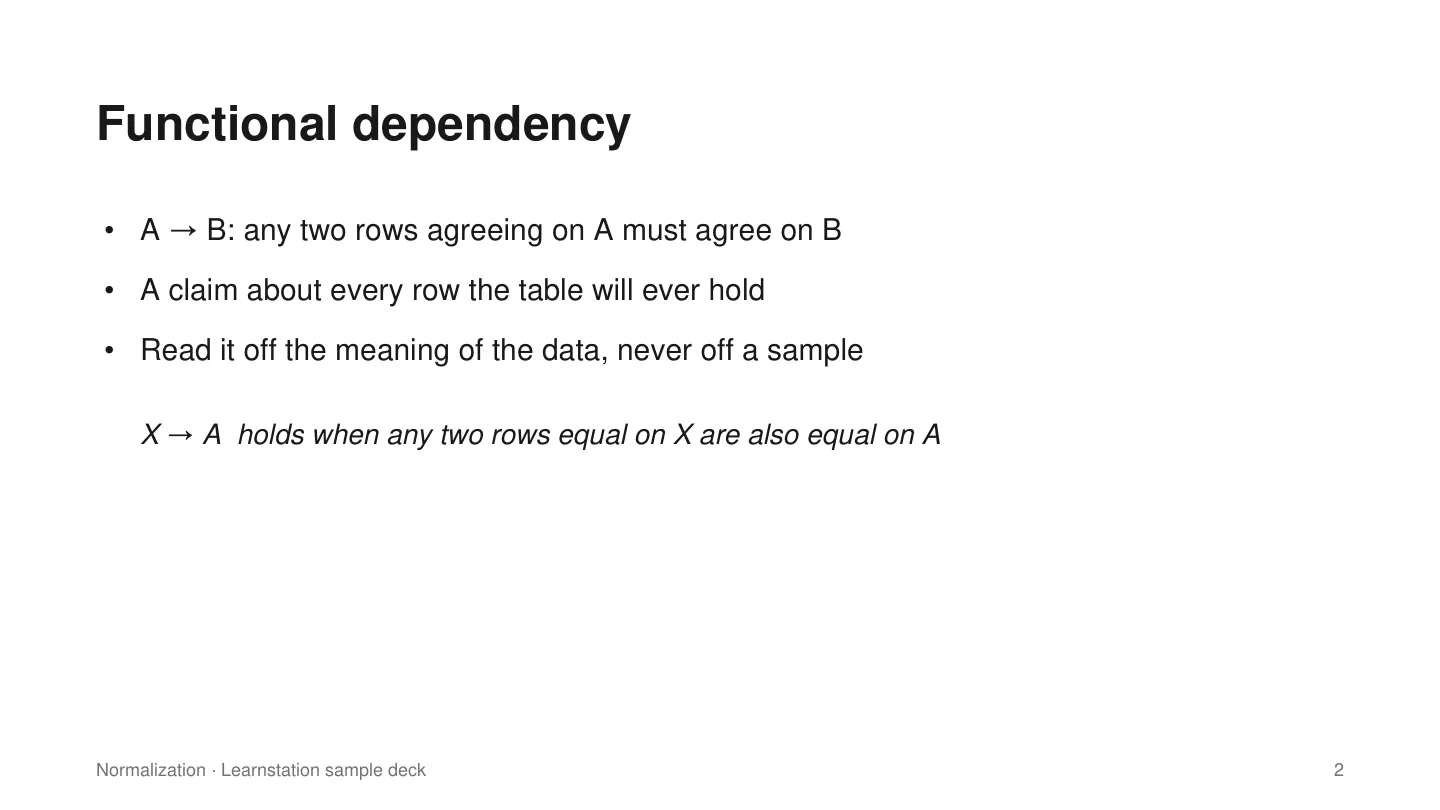 Functional dependency
• A → B: any two rows agreeing on A must agree on B
• A claim about every row the table will ever hold
• Read it off the meaning of the data, never off a sample
X → A  holds when any two rows equal on X are also equal on A
Normalization · Learnstation sample deck
2